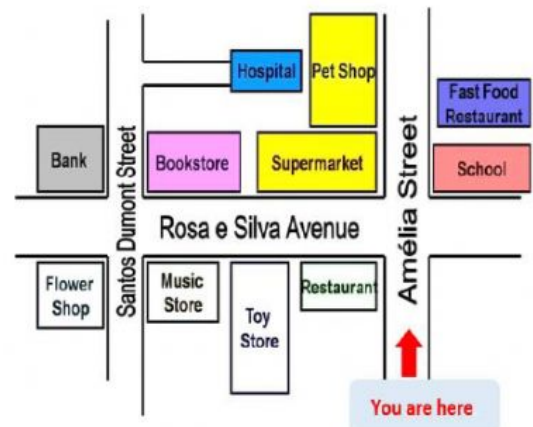 Hospital
Pet Shop
Fast Food
Restaurant
Bank
Bookstore
Supermarket
School
Santos Dumont Street
Rosa e Silva Avenue
Amélia Street
Flower
Shop
Music
Store
Toy
Store
Restaurant
You are here